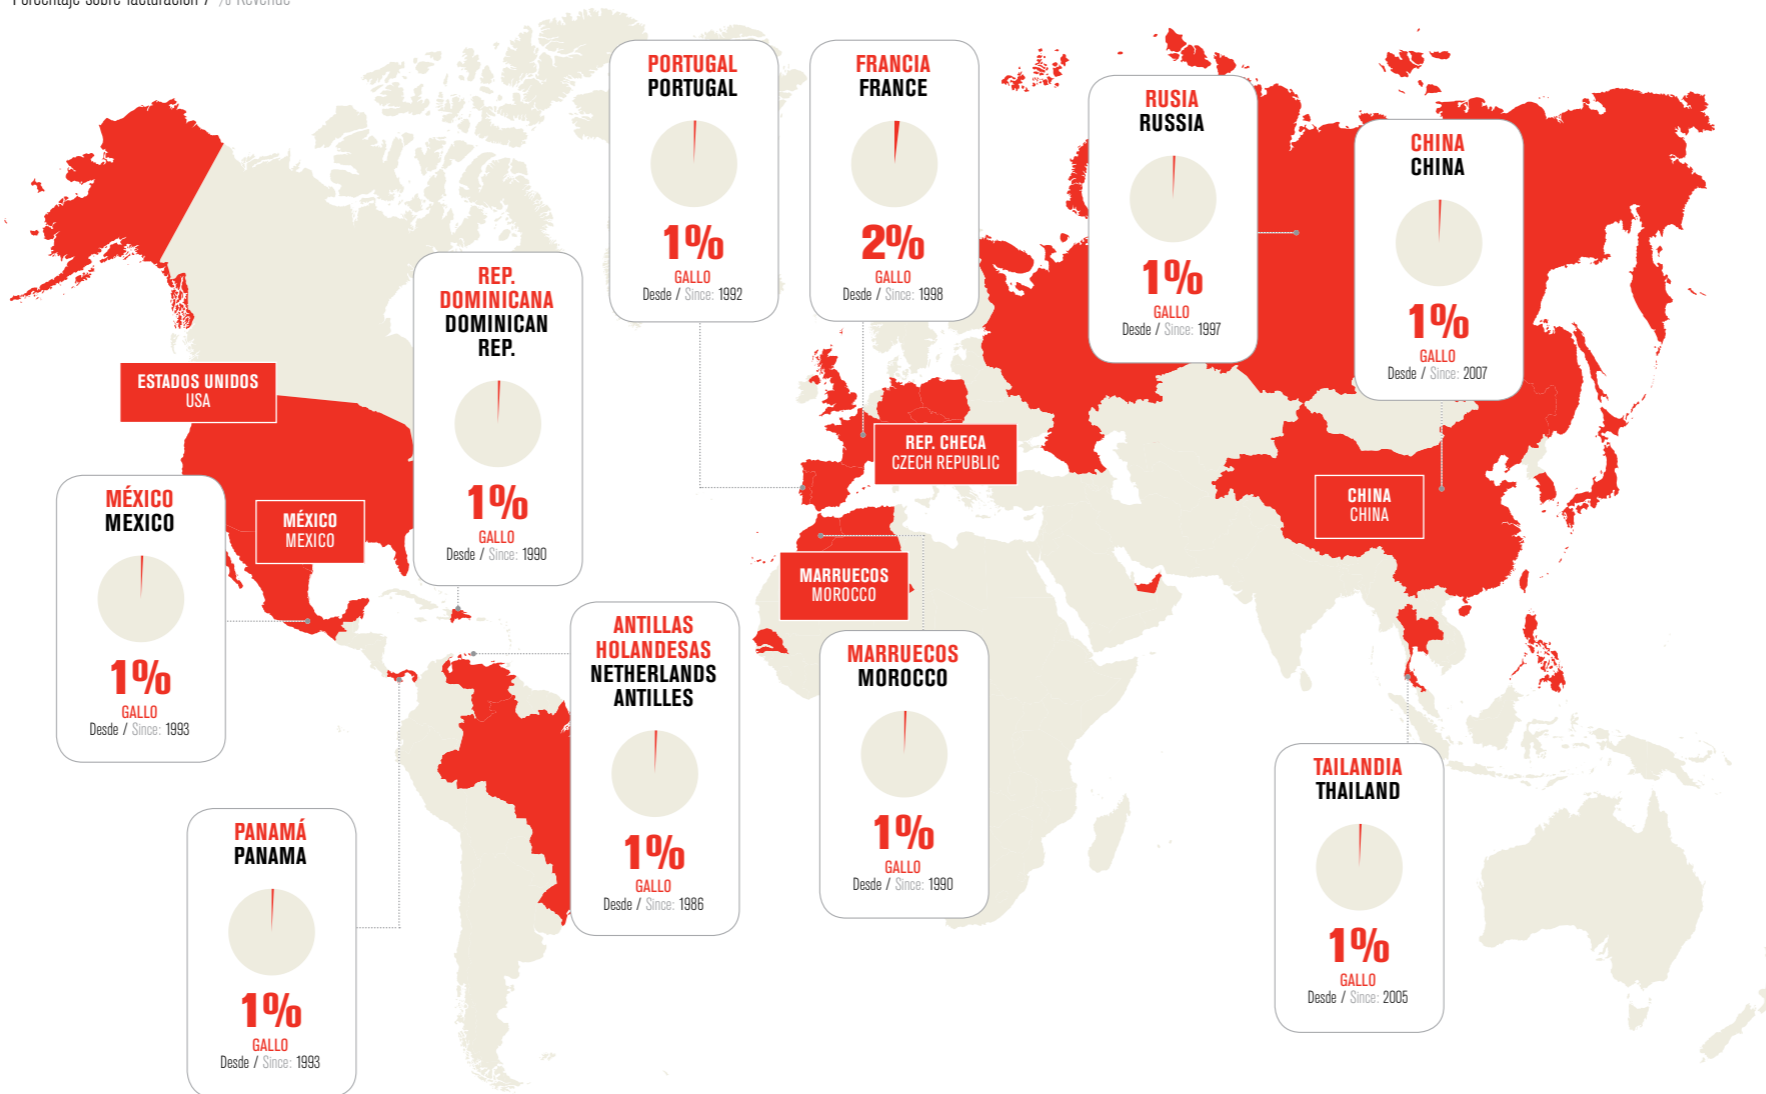 Porcentaje sobre facturación / % Revenue
PORTUGAL
PORTUGAL
1%
GALLO
Desde / Since: 1992
FRANCIA
FRANCE
2%
GALLO
Desde / Since: 1998
RUSIA
RUSSIA
1%
GALLO
Desde / Since: 1997
CHINA
CHINA
1%
GALLO
Desde / Since: 2007
REP.
DOMINICANA
DOMINICAN
REP.
1%
GALLO
Desde / Since: 1990
ESTADOS UNIDOS
USA
REP. CHECA
CZECH REPUBLIC
MÉXICO
MEXICO
1%
GALLO
Desde / Since: 1993
MÉXICO
MEXICO
CHINA
CHINA
MARRUECOS
MOROCCO
ANTILLAS
HOLANDESAS
NETHERLANDS
ANTILLES
1%
GALLO
Desde / Since: 1986
MARRUECOS
MOROCCO
1%
GALLO
Desde / Since: 1990
TAILANDIA
THAILAND
1%
GALLO
Desde / Since: 2005
PANAMÁ
PANAMA
1%
GALLO
Desde / Since: 1993